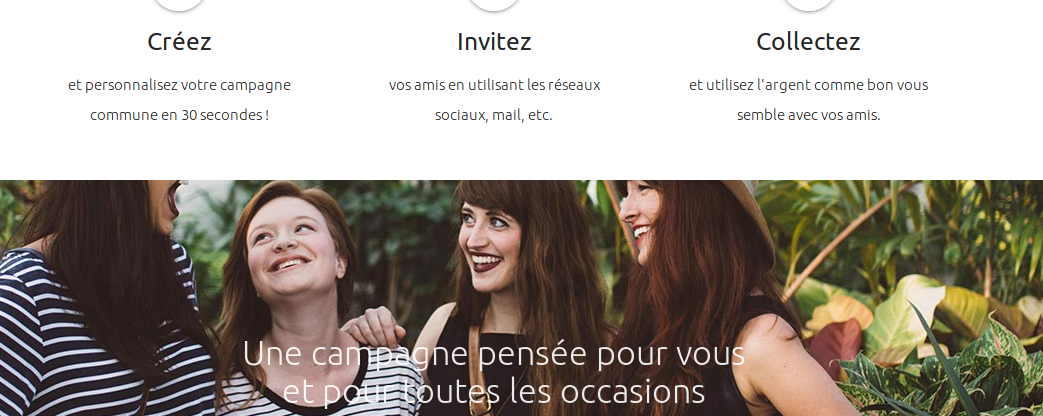 Créez
et personnalisez votre campagne
commune en 30 secondes !
Invitez
vos amis en utilisant les réseaux
sociaux, mail, etc.
Collectez
et utilisez l'argent comme bon vous
semble avec vos amis.
Une campagne pensée pour vous
et pour toutes les occasions